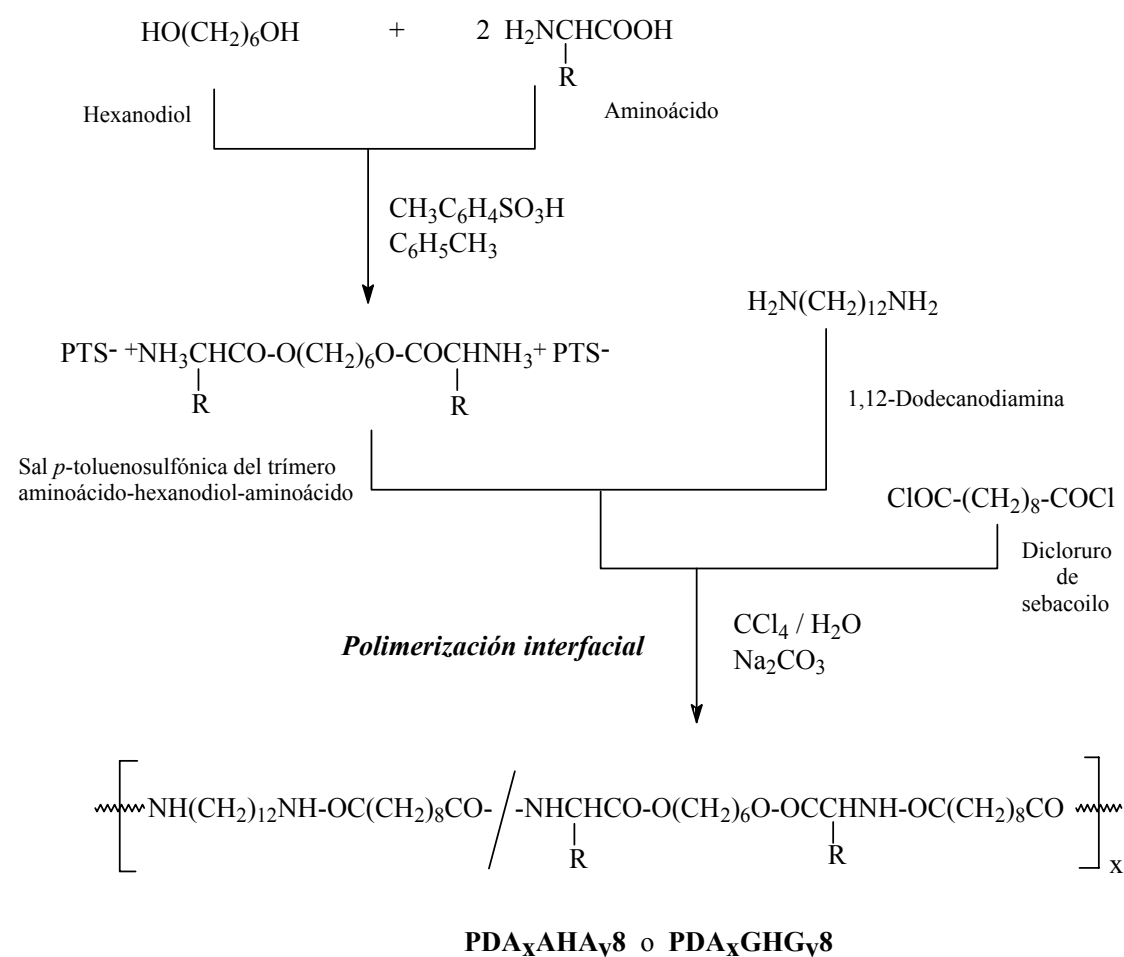 HO(CH₂)₆OH + 2 H₂NCHCOOH
R
Hexanodiol
Aminoácido
CH₃C₆H₄SO₃H
C₆H₅CH₃
H₂N(CH₂)₁₂NH₂
PTS⁻ ⁺NH₃CHCO-O(CH₂)₆O-COCHNH₃⁺ PTS⁻
R R
1,12-Dodecanodiamina
Sal p-toluenosulfónica del trímero
aminoácido-hexanodiol-aminoácido
ClOC-(CH₂)₈-COCl
Dicloruro
de
sebacoilo
Polimerización interfacial
CCl₄ / H₂O
Na₂CO₃
NH(CH₂)₁₂NH-OC(CH₂)₈CO-/-NHCHCO-O(CH₂)₆O-OCCHNH-OC(CH₂)₈CO
R R x
PDAxAHAy8 o PDAxGHGy8